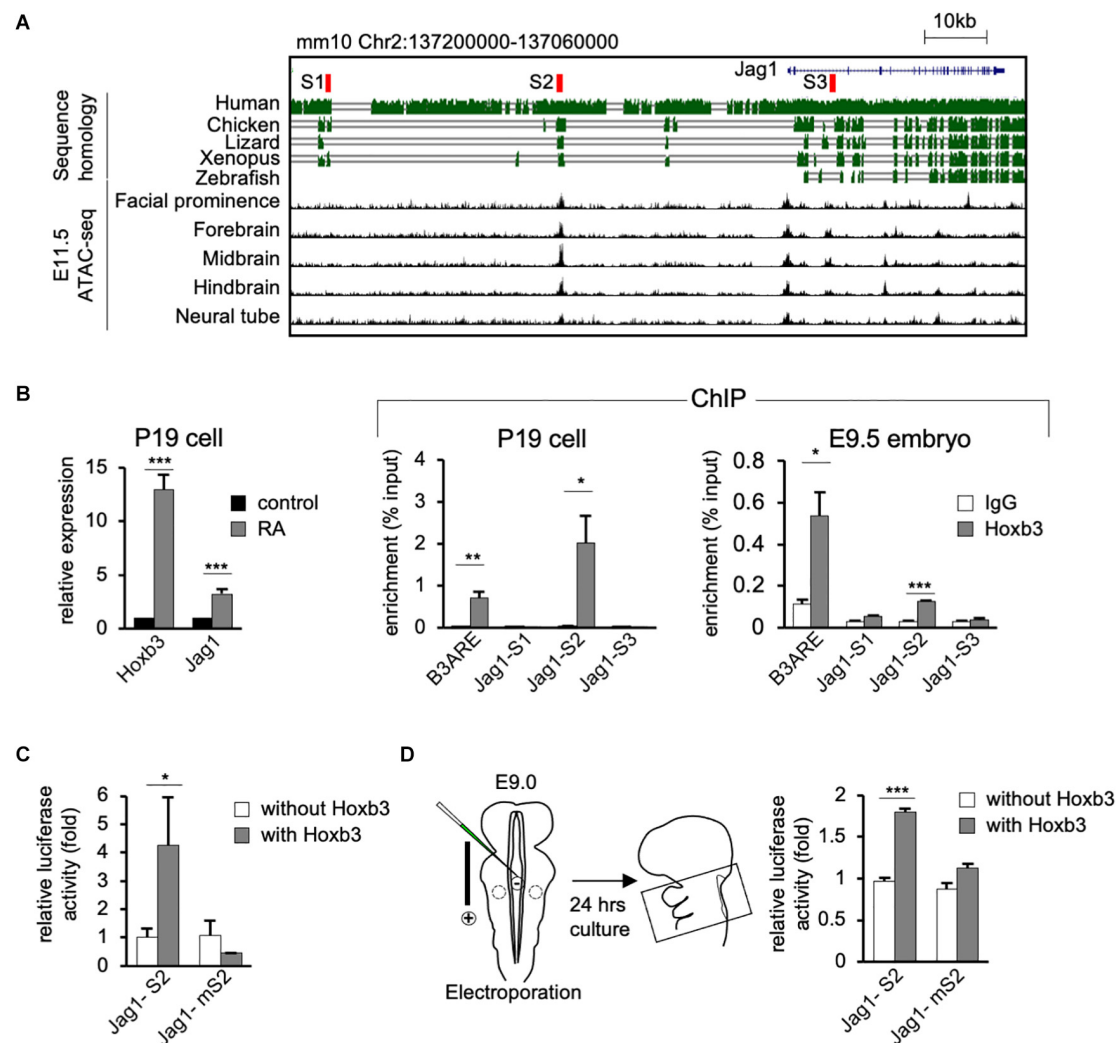 A
10kb
mm10 Chr2:137200000-137060000
Jag1
S1
S2
S3
Sequence homology
Human
Chicken
Lizard
Xenopus
Zebrafish
E11.5 ATAC-seq
Facial prominence
Forebrain
Midbrain
Hindbrain
Neural tube
B
ChIP
P19 cell
relative expression
15
10
5
0
***
***
Hoxb3
Jag1
control
RA
P19 cell
enrichment (% input)
4
3
2
1
0
**
*
B3ARE
Jag1-S1
Jag1-S2
Jag1-S3
E9.5 embryo
enrichment (% input)
0.8
0.6
0.4
0.2
0
*
***
B3ARE
Jag1-S1
Jag1-S2
Jag1-S3
IgG
Hoxb3
C
relative luciferase
activity (fold)
6
5
4
3
2
1
0
*
Jag1- S2
Jag1- mS2
without Hoxb3
with Hoxb3
D
E9.0
-
+
Electroporation
24 hrs
culture
relative luciferase
activity (fold)
2
1.5
1
0.5
0
***
Jag1- S2
Jag1- mS2
without Hoxb3
with Hoxb3